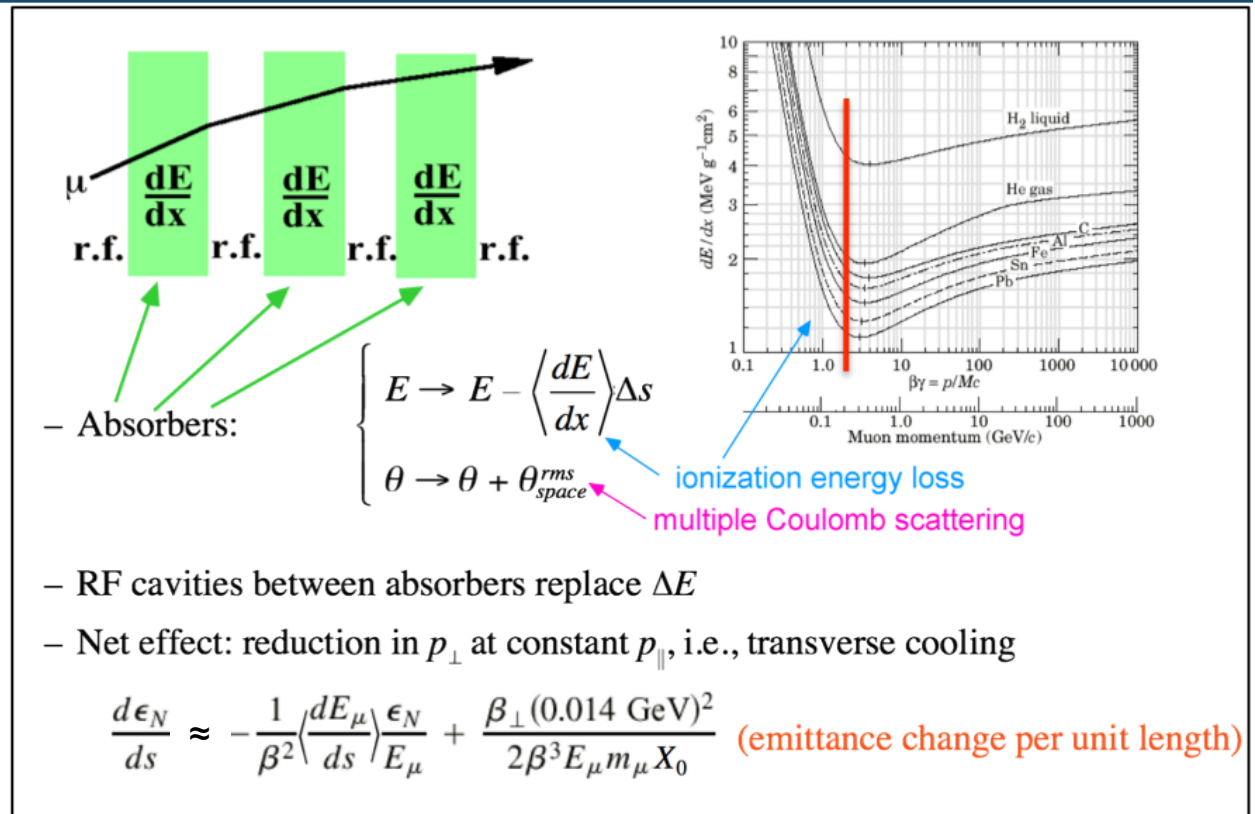 μ
dE/dx dE/dx dE/dx
r.f. r.f. r.f. r.f.
10
8
6
5
4
3
2
1
dE/dx (MeV g⁻¹cm²)
H₂ liquid
He gas
C
Al
Fe
Sn
Pb
0.1 1.0 10 100 1000 10000
βγ = p/Mc
0.1 1.0 10 100 1000
Muon momentum (GeV/c)
– Absorbers:
E → E – ⟨dE/dx⟩Δs
θ → θ + θ_space^rms
ionization energy loss
multiple Coulomb scattering
– RF cavities between absorbers replace ΔE
– Net effect: reduction in p⊥ at constant p∥, i.e., transverse cooling
dϵ_N/ds ≈ -1/β² ⟨dE_μ/ds⟩ ϵ_N/E_μ + β⊥(0.014 GeV)²/2β³E_μm_μX₀ (emittance change per unit length)